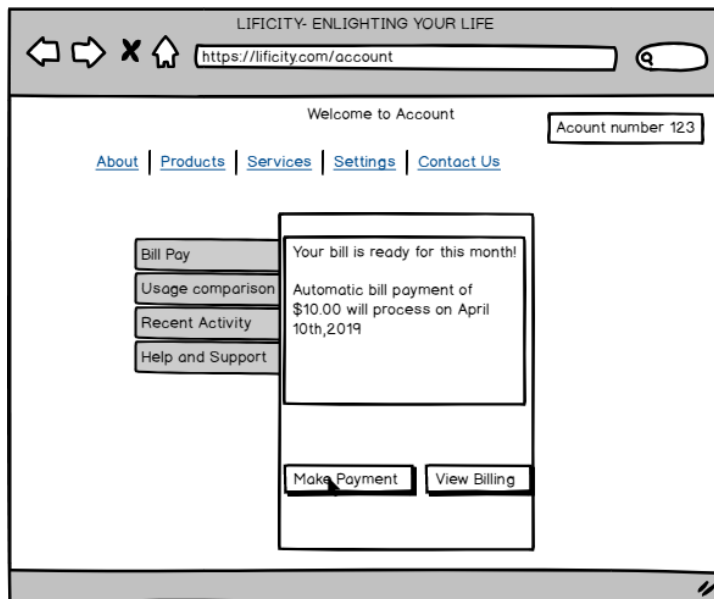 LIFICITY- ENLIGHTING YOUR LIFE
https://lificity.com/account
Welcome to Account
Acount number 123
About Products Services Settings Contact Us
Bill Pay
Usage comparison
Recent Activity
Help and Support
Your bill is ready for this month!
Automatic bill payment of
$10.00 will process on April
10th,2019
Make Payment
View Billing